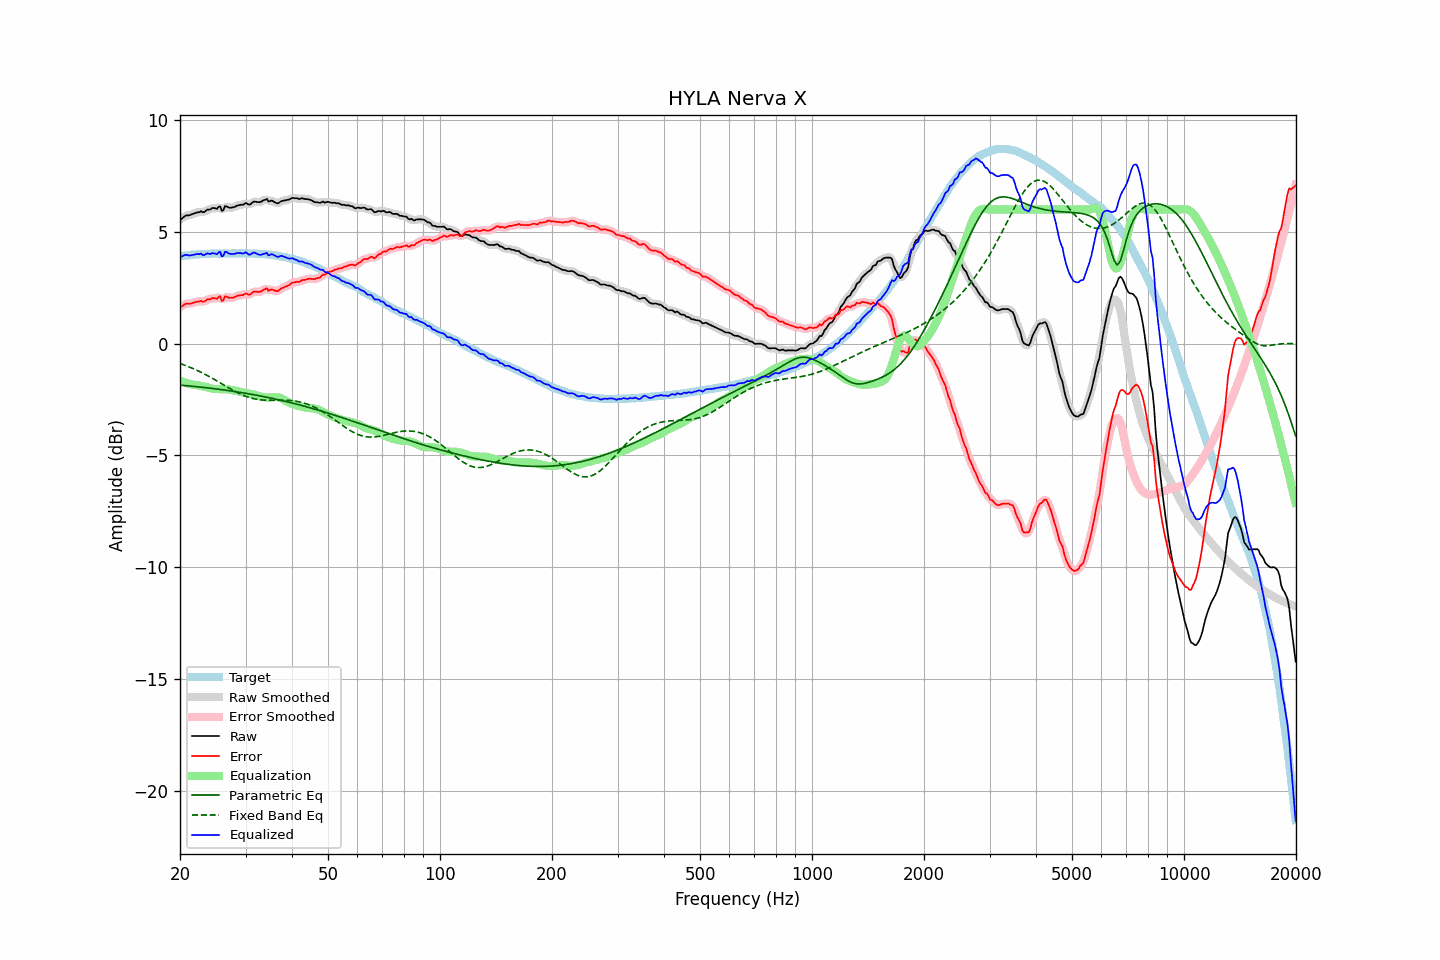 HYLA Nerva X
10
5
0
−5
−10
−15
−20
Amplitude (dBr)
Target
Raw Smoothed
Error Smoothed
Raw
Error
Equalization
Parametric Eq
Fixed Band Eq
Equalized
20 50 100 200 500 1000 2000 5000 10000 20000
Frequency (Hz)